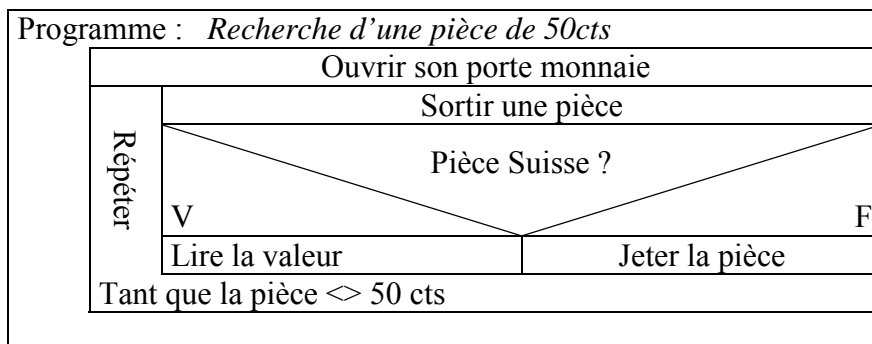 Programme : Recherche d’une pièce de 50cts
Ouvrir son porte monnaie
Répéter
Sortir une pièce
Pièce Suisse ?
V
F
Lire la valeur
Jeter la pièce
Tant que la pièce <> 50 cts